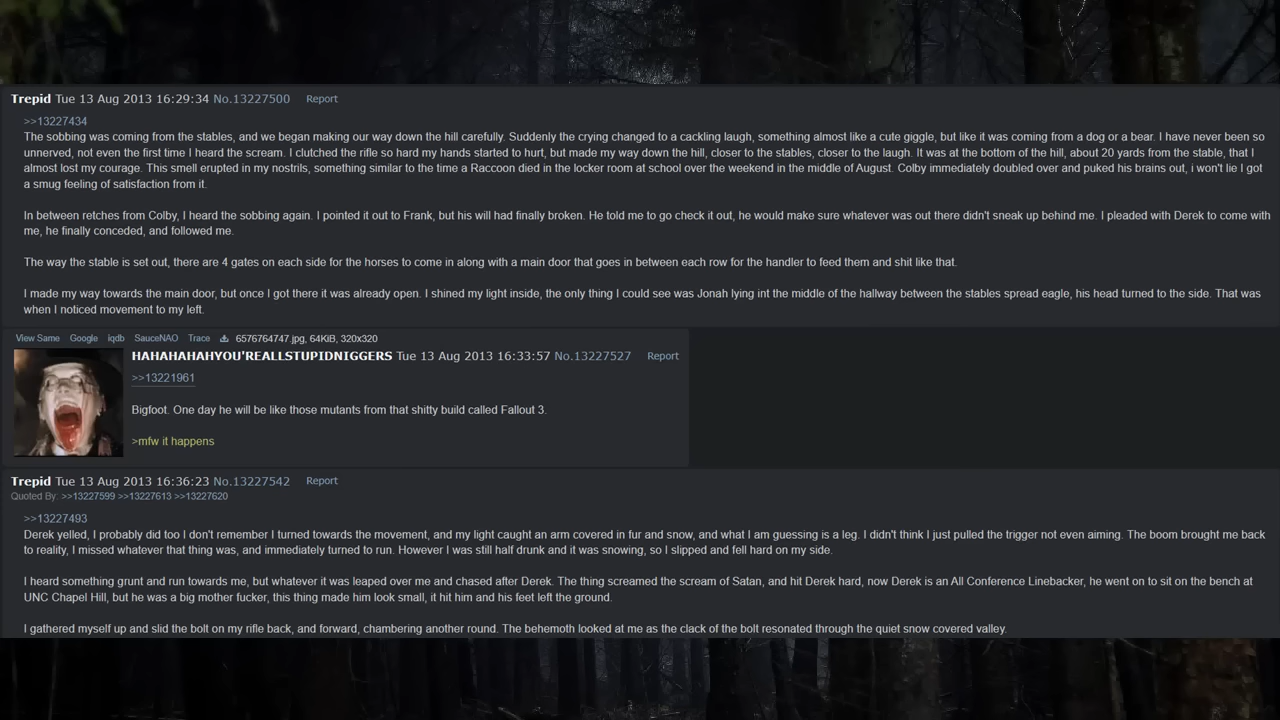 Trepid Tue 13 Aug 2013 16:29:34 No.13227500 Report
>>13227434
The sobbing was coming from the stables, and we began making our way down the hill carefully. Suddenly the crying changed to a cackling laugh, something almost like a cute giggle, but like it was coming from a dog or a bear. I have never been so
unnerved, not even the first time I heard the scream. I clutched the rifle so hard my hands started to hurt, but made my way down the hill, closer to the stables, closer to the laugh. It was at the bottom of the hill, about 20 yards from the stable, that I
almost lost my courage. This smell erupted in my nostrils, something similar to the time a Raccoon died in the locker room at school over the weekend in the middle of August. Colby immediately doubled over and puked his brains out, i won't lie I got
a smug feeling of satisfaction from it.
In between retches from Colby, I heard the sobbing again. I pointed it out to Frank, but his will had finally broken. He told me to go check it out, he would make sure whatever was out there didn't sneak up behind me. I pleaded with Derek to come with
me, he finally conceded, and followed me.
The way the stable is set out, there are 4 gates on each side for the horses to come in along with a main door that goes in between each row for the handler to feed them and shit like that.
I made my way towards the main door, but once I got there it was already open. I shined my light inside, the only thing I could see was Jonah lying int the middle of the hallway between the stables spread eagle, his head turned to the side. That was
when I noticed movement to my left.
View Same Google iqdb SauceNAO Trace 6576764747.jpg, 64KiB, 320x320
HAHAHAHAHYOU'REALLSTUPIDNIGGERS Tue 13 Aug 2013 16:33:57 No.13227527 Report
>>13221961
Bigfoot. One day he will be like those mutants from that shitty build called Fallout 3.
>mfw it happens
Trepid Tue 13 Aug 2013 16:36:23 No.13227542 Report
Quoted By: >>13227599 >>13227613 >>13227620
>>13227493
Derek yelled, I probably did too I don't remember I turned towards the movement, and my light caught an arm covered in fur and snow, and what I am guessing is a leg. I didn't think I just pulled the trigger not even aiming. The boom brought me back
to reality, I missed whatever that thing was, and immediately turned to run. However I was still half drunk and it was snowing, so I slipped and fell hard on my side.
I heard something grunt and run towards me, but whatever it was leaped over me and chased after Derek. The thing screamed the scream of Satan, and hit Derek hard, now Derek is an All Conference Linebacker, he went on to sit on the bench at
UNC Chapel Hill, but he was a big mother fucker, this thing made him look small, it hit him and his feet left the ground.
I gathered myself up and slid the bolt on my rifle back, and forward, chambering another round. The behemoth looked at me as the clack of the bolt resonated through the quiet snow covered valley.